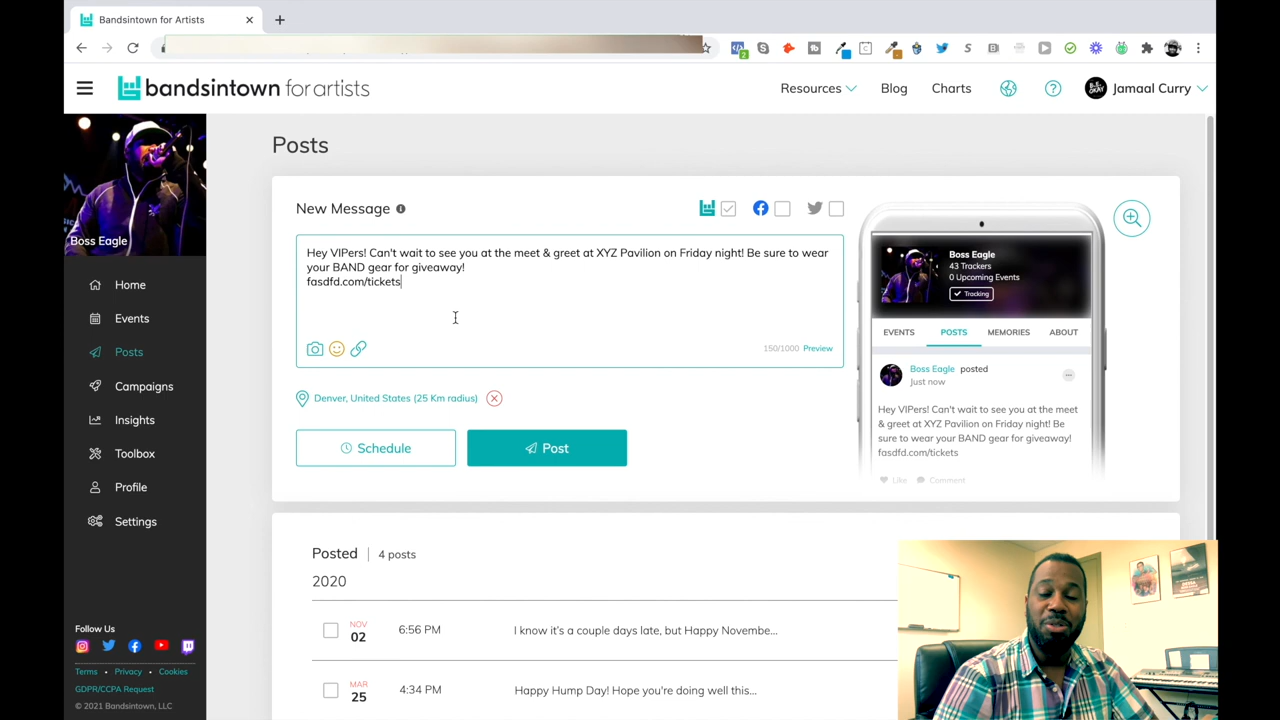 Bandsintown for Artists
2
bandsintown for artists
Resources
Blog
Charts
?
B.E. OKAY
Jamaal Curry
Boss Eagle
Home
Events
Posts
Campaigns
Insights
Toolbox
Profile
Settings
Follow Us
Terms • Privacy • Cookies
GDPR/CCPA Request
© 2021 Bandsintown, LLC
Posts
New Message
Hey VIPers! Can't wait to see you at the meet & greet at XYZ Pavilion on Friday night! Be sure to wear
your BAND gear for giveaway!
fasdfd.com/tickets
150/1000 Preview
Denver, United States (25 Km radius)
Schedule
Post
Boss Eagle
43 Trackers
0 Upcoming Events
Tracking
EVENTS
POSTS
MEMORIES
ABOUT
Boss Eagle posted
Just now
Hey VIPers! Can't wait to see you at the meet
& greet at XYZ Pavilion on Friday night! Be
sure to wear your BAND gear for giveaway!
fasdfd.com/tickets
Like
Comment
Posted | 4 posts
2020
NOV
02
6:56 PM
I know it's a couple days late, but Happy Novembe...
MAR
25
4:34 PM
Happy Hump Day! Hope you're doing well this...